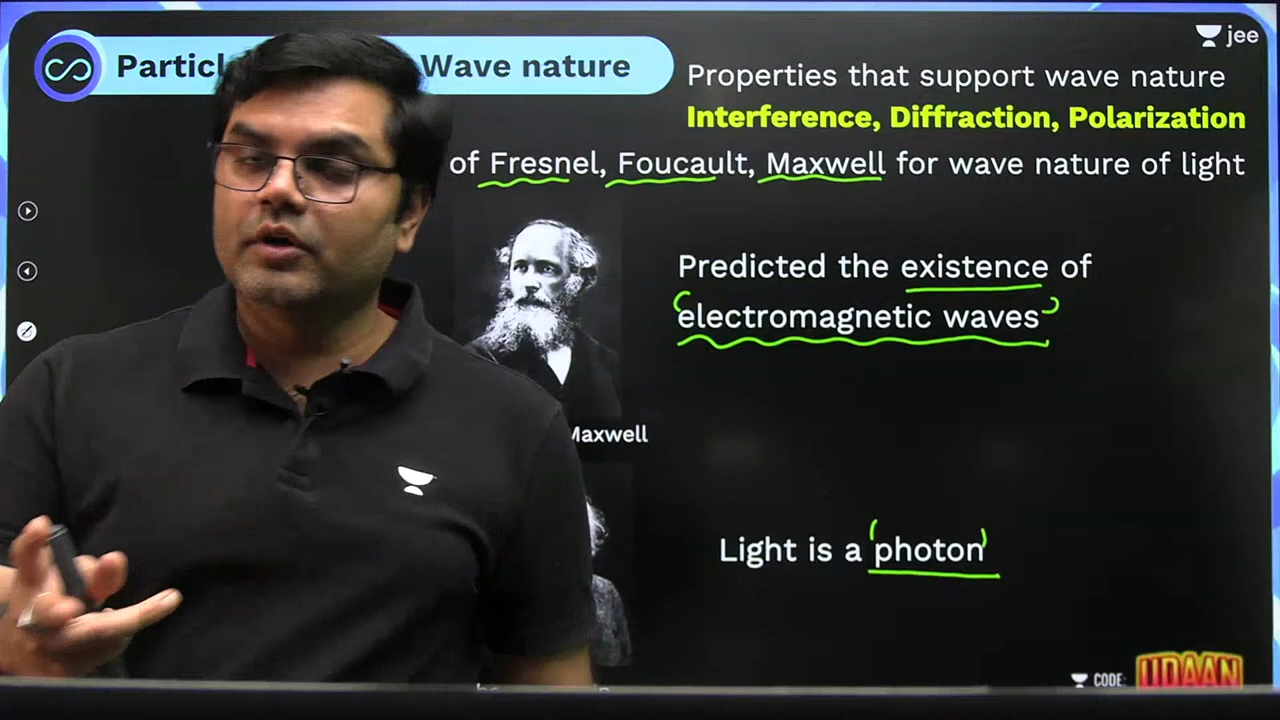 jee
Wave nature
Properties that support wave nature
Interference, Diffraction, Polarization
of Fresnel, Foucault, Maxwell for wave nature of light
Predicted the existence of
electromagnetic waves
Maxwell
Light is a photon
CODE: UDAAN